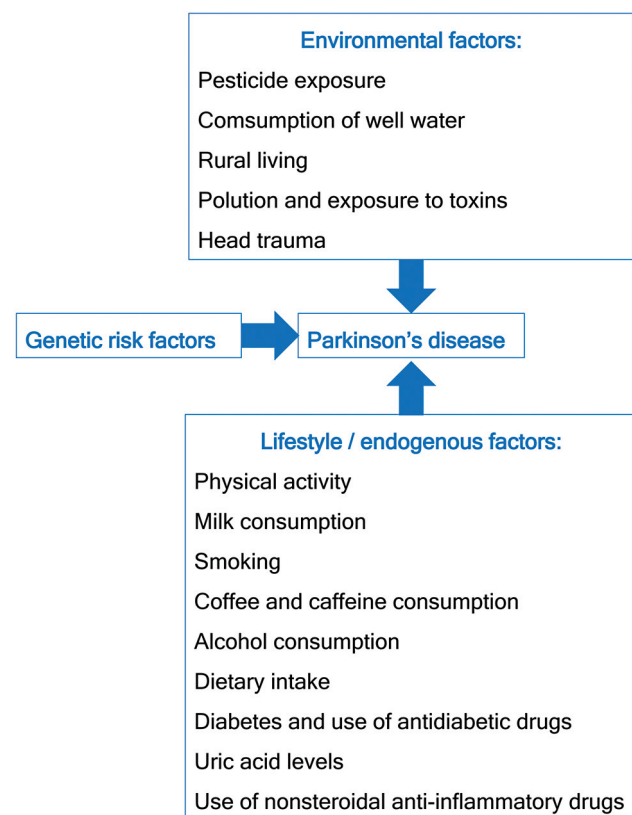 Environmental factors:
Pesticide exposure
Comsumption of well water
Rural living
Polution and exposure to toxins
Head trauma
Genetic risk factors
Parkinson's disease
Lifestyle / endogenous factors:
Physical activity
Milk consumption
Smoking
Coffee and caffeine consumption
Alcohol consumption
Dietary intake
Diabetes and use of antidiabetic drugs
Uric acid levels
Use of nonsteroidal anti-inflammatory drugs